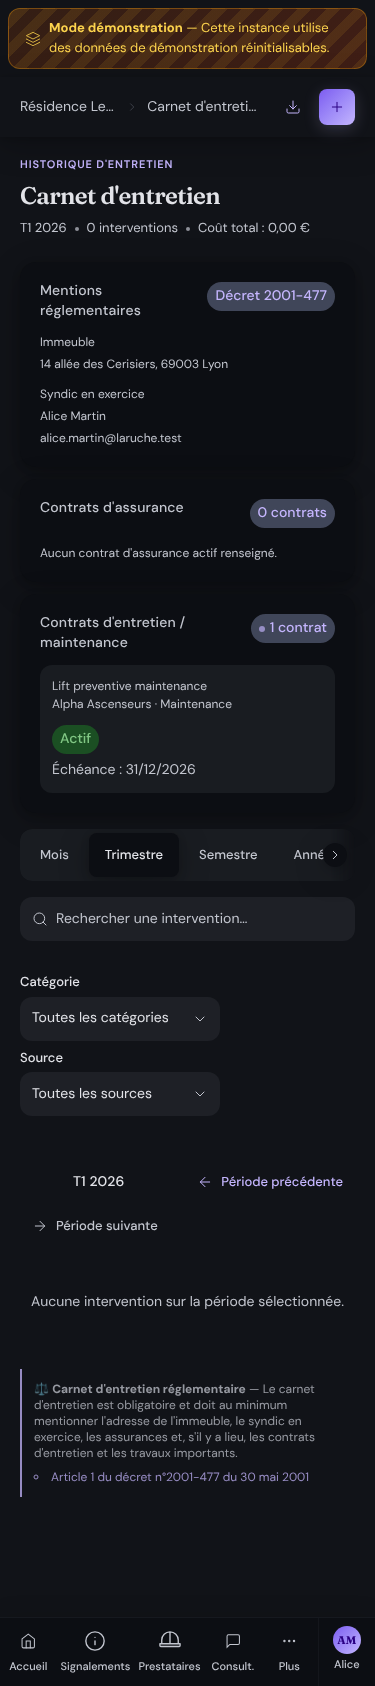 Mode démonstration — Cette instance utilise
des données de démonstration réinitialisables.
Résidence Le... > Carnet d'entreti...
HISTORIQUE D'ENTRETIEN
Carnet d'entretien
T1 2026 • 0 interventions • Coût total : 0,00 €
Mentions
réglementaires
Décret 2001-477
Immeuble
14 allée des Cerisiers, 69003 Lyon
Syndic en exercice
Alice Martin
alice.martin@laruche.test
Contrats d'assurance
0 contrats
Aucun contrat d'assurance actif renseigné.
Contrats d'entretien /
maintenance
1 contrat
Lift preventive maintenance
Alpha Ascenseurs · Maintenance
Actif
Échéance : 31/12/2026
Mois Trimestre Semestre Anné
Rechercher une intervention...
Catégorie
Toutes les catégories
Source
Toutes les sources
T1 2026 ← Période précédente
→ Période suivante
Aucune intervention sur la période sélectionnée.
⚖️ Carnet d'entretien réglementaire — Le carnet
d'entretien est obligatoire et doit au minimum
mentionner l'adresse de l'immeuble, le syndic en
exercice, les assurances et, s'il y a lieu, les contrats
d'entretien et les travaux importants.
Article 1 du décret n°2001-477 du 30 mai 2001
AM
Accueil Signalements Prestataires Consult. Plus Alice